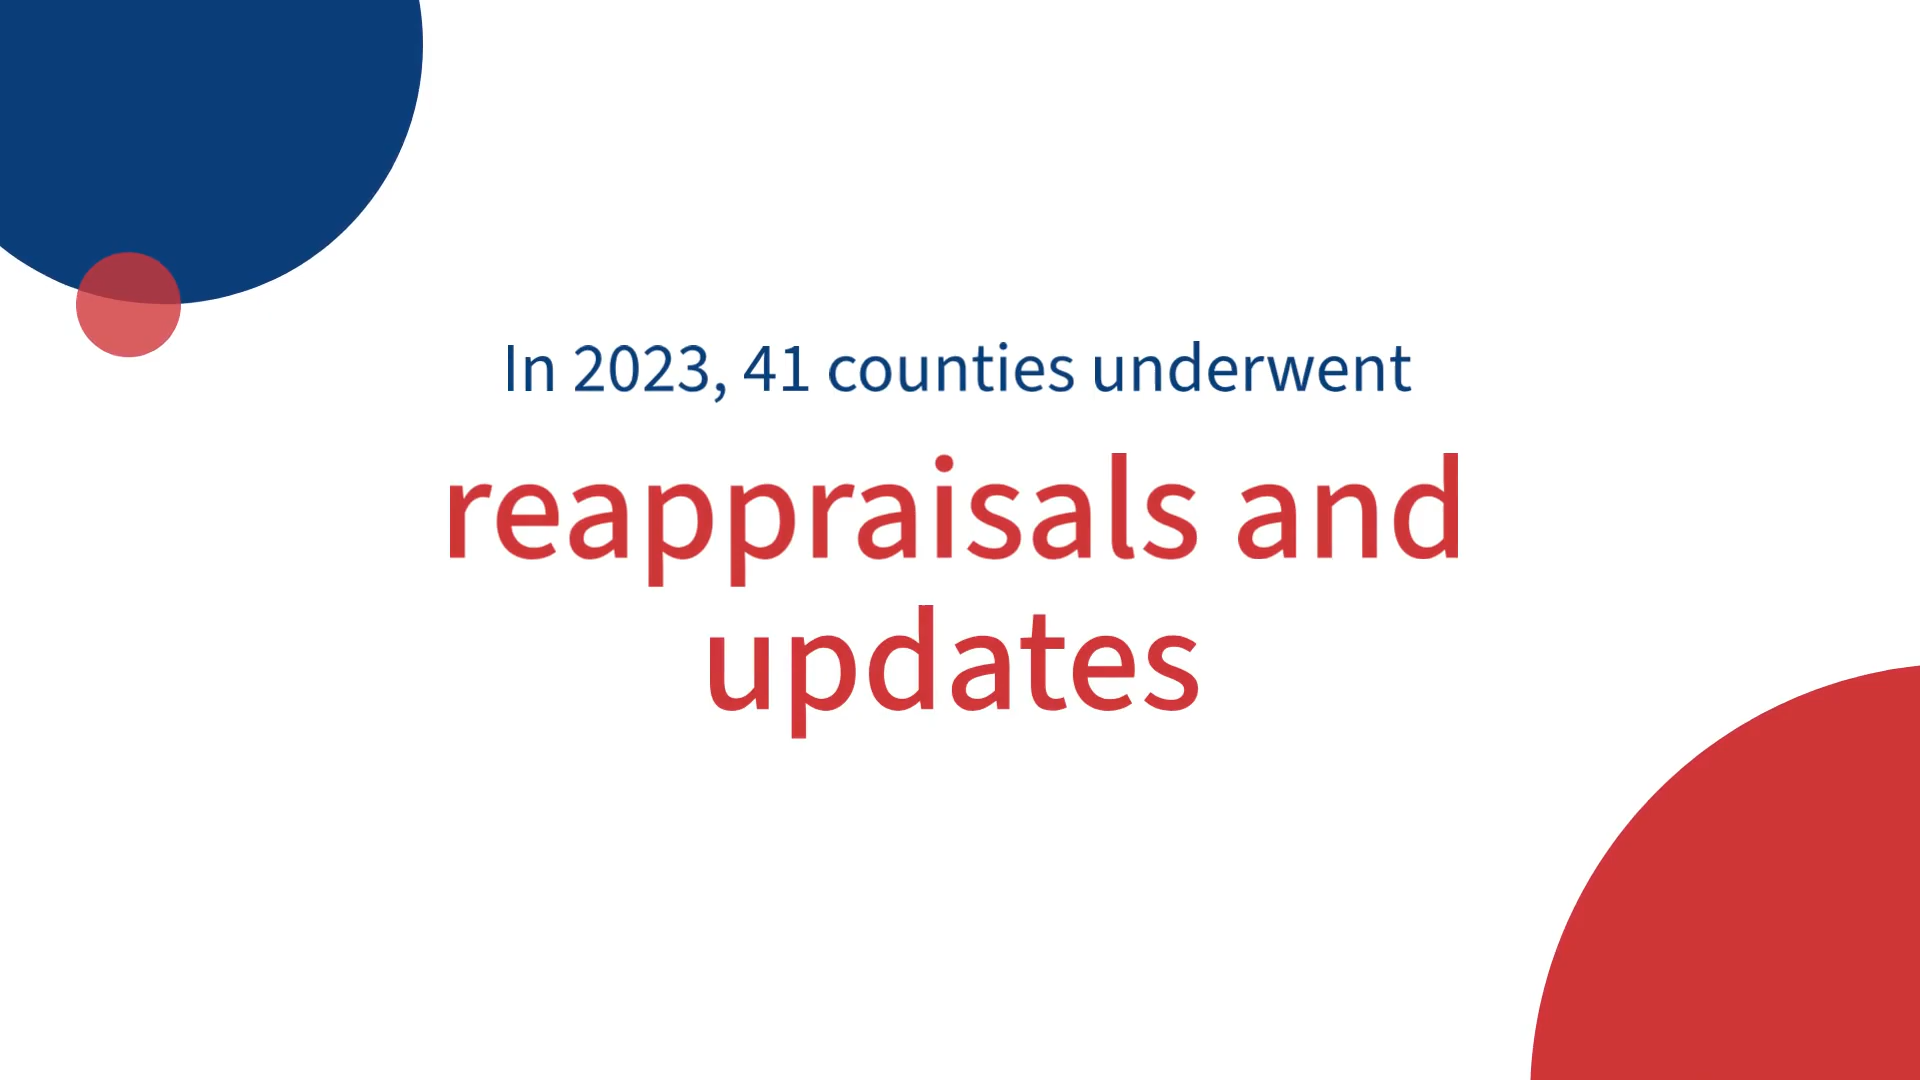 In 2023, 41 counties underwent
reappraisals and
updates